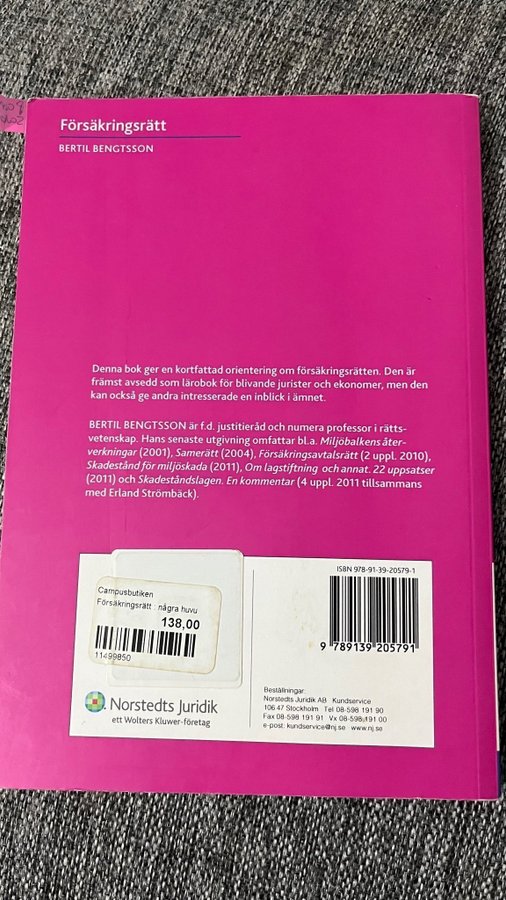 Försäkringsrätt
BERTIL BENGTSSON
Denna bok ger en kortfattad orientering om försäkringsrätten. Den är
främst avsedd som lärobok för blivande jurister och ekonomer, men den
kan också ge andra intresserade en inblick i ämnet.
BERTIL BENGTSSON är f.d. justitieråd och numera professor i rätts-
vetenskap. Hans senaste utgivning omfattar bl.a. Miljöbalkens åter-
verkningar (2001), Samerätt (2004), Försäkringsavtalsrätt (2 uppl. 2010),
Skadestånd för miljöskada (2011), Om lagstiftning och annat. 22 uppsatser
(2011) och Skadeståndslagen. En kommentar (4 uppl. 2011 tillsammans
med Erland Strömbäck).
Campusbutiken
Försäkringsrätt : några huvu
138,00
11499850
Norstedts Juridik
ett Wolters Kluwer-företag
ISBN 978-91-39-20579-1
9 789139 205791
Beställningar:
Norstedts Juridik AB Kundservice
106 47 Stockholm Tel 08-598 191 90
Fax 08-598 191 91 Vx 08-598 191 00
e-post: kundservice@nj.se www.nj.se